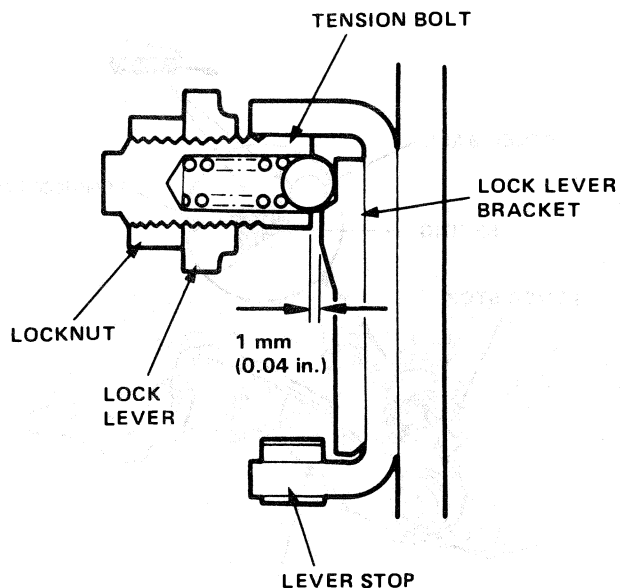 TENSION BOLT
LOCK LEVER
BRACKET
LOCKNUT
1 mm
(0.04 in.)
LOCK
LEVER
LEVER STOP